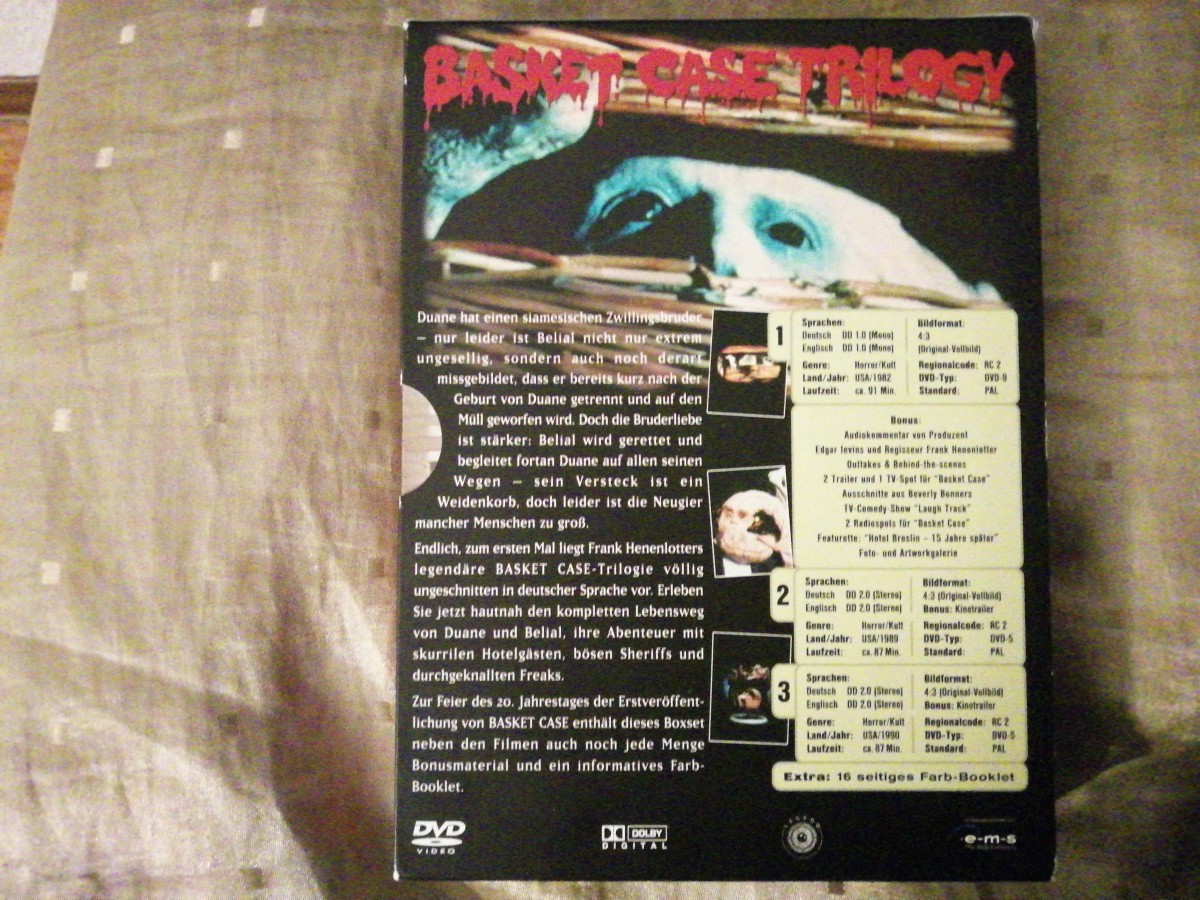 BASKET CASE TRILOGY
Duane hat einen siamesischen Zwillingsbruder
– nur leider ist Belial nicht nur extrem
ungesellig, sondern auch noch derart
missgebildet, dass er bereits kurz nach der
Geburt von Duane getrennt und auf den
Müll geworfen wird. Doch die Bruderliebe
ist stärker: Belial wird gerettet und
begleitet fortan Duane auf allen seinen
Wegen – sein Versteck ist ein
Weidenkorb, doch leider ist die Neugier
mancher Menschen zu groß.
Endlich, zum ersten Mal liegt Frank Henenlotters
legendäre BASKET CASE-Trilogie völlig
ungeschnitten in deutscher Sprache vor. Erleben
Sie jetzt hautnah den kompletten Lebensweg
von Duane und Belial, ihre Abenteuer mit
skurrilen Hotelgästen, bösen Sheriffs und
durchgeknallten Freaks.
Zur Feier des 20. Jahrestages der Erstveröffent-
lichung von BASKET CASE enthält dieses Boxset
neben den Filmen auch noch jede Menge
Bonusmaterial und ein informatives Farb-
Booklet.
1
Sprachen:
Deutsch DD 1.0 (Mono)
Englisch DD 1.0 (Mono)
Genre: Horror/Kult
Land/Jahr: USA/1982
Laufzeit: ca. 91 Min.
Bildformat:
4:3
(Original-Vollbild)
Regionalcode: RC 2
DVD-Typ: DVD-9
Standard: PAL
Bonus:
Audiokommentar von Produzent
Edgar Ievins und Regisseur Frank Henenlotter
Outtakes & Behind-the-scenes
2 Trailer und 1 TV-Spot für "Basket Case"
Ausschnitte aus Beverly Bonners
TV-Comedy-Show "Laugh Track"
2 Radiospots für "Basket Case"
Featurette: "Hotel Broslin - 15 Jahre später"
Foto- und Artworkgalerie
2
Sprachen:
Deutsch DD 2.0 (Stereo)
Englisch DD 2.0 (Stereo)
Genre: Horror/Kult
Land/Jahr: USA/1989
Laufzeit: ca. 87 Min.
Bildformat:
4:3 (Original-Vollbild)
Bonus: Kinotrailer
Regionalcode: RC 2
DVD-Typ: DVD-5
Standard: PAL
3
Sprachen:
Deutsch DD 2.0 (Stereo)
Englisch DD 2.0 (Stereo)
Genre: Horror/Kult
Land/Jahr: USA/1990
Laufzeit: ca. 87 Min.
Bildformat:
4:3 (Original-Vollbild)
Bonus: Kinotrailer
Regionalcode: RC 2
DVD-Typ: DVD-5
Standard: PAL
Extra: 16 seitiges Farb-Booklet
DVD
VIDEO
DOLBY
DIGITAL
LEGEND
e-m-s